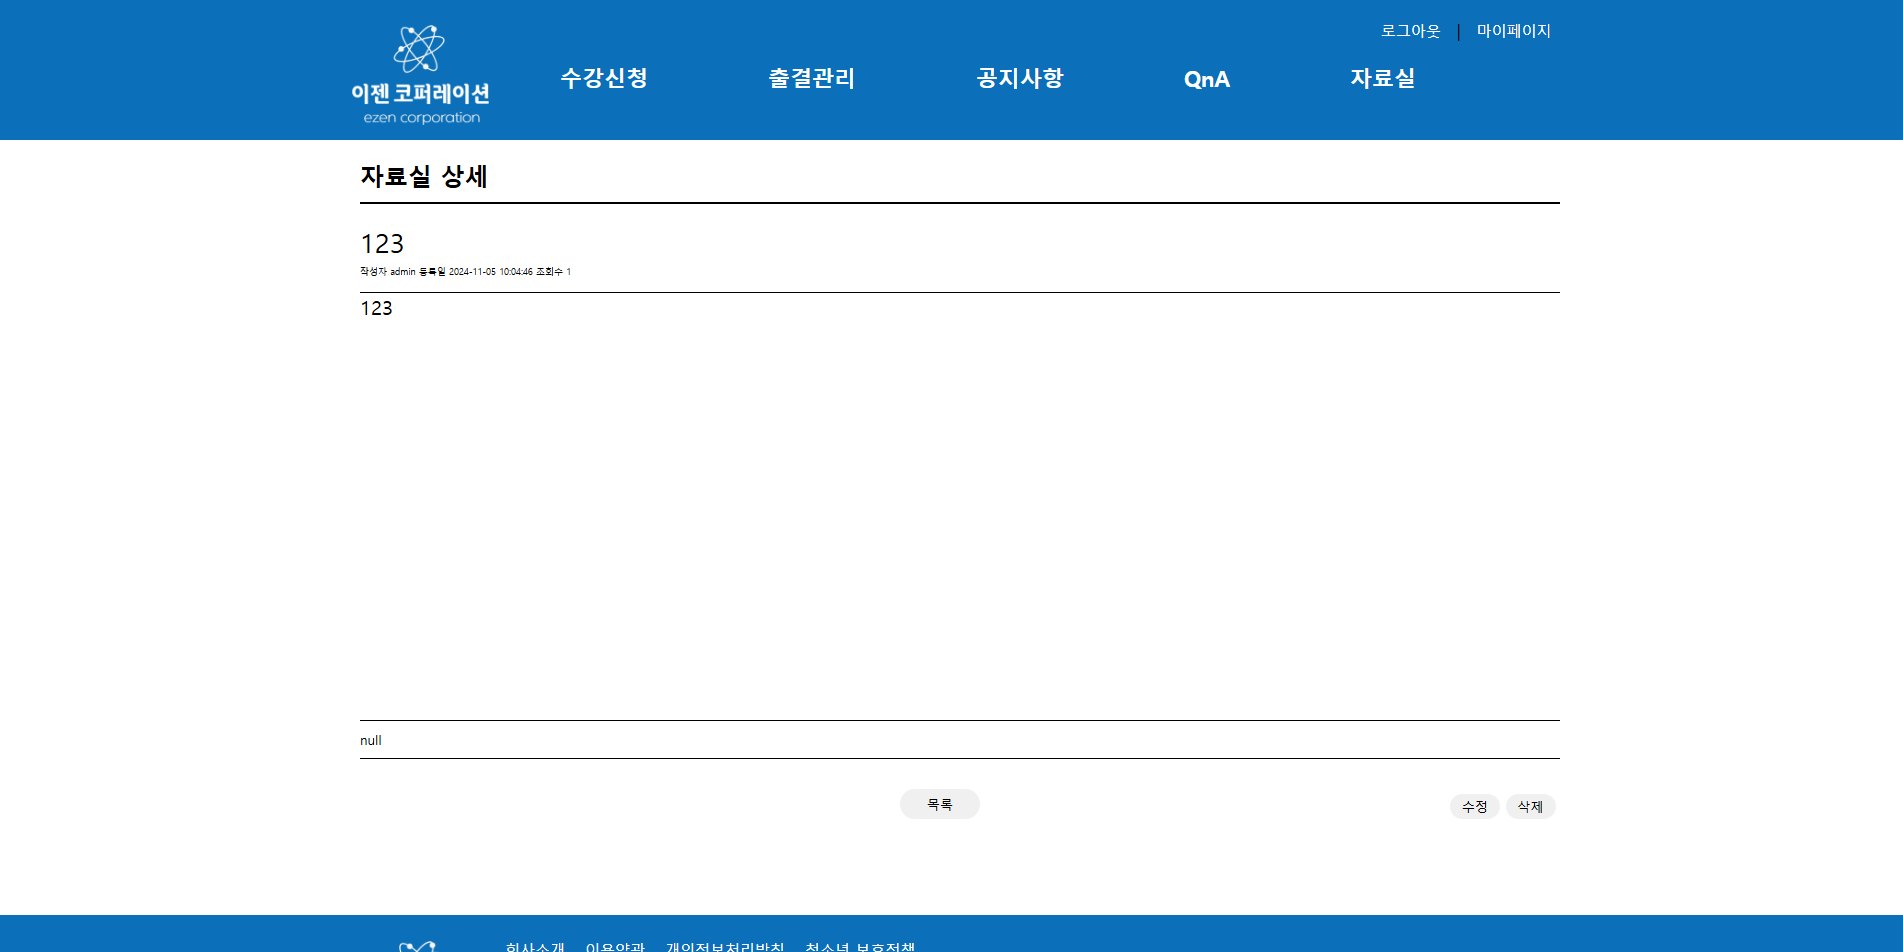 로그아웃 | 마이페이지
이젠 코퍼레이션
ezen corporation
수강신청 출결관리 공지사항 QnA 자료실
자료실 상세
123
작성자 admin 등록일 2024-11-05 10:04:46 조회수 1
123
null
목록
수정 삭제
회사소개 이용약관 개인정보처리방침 청소년 보호정책